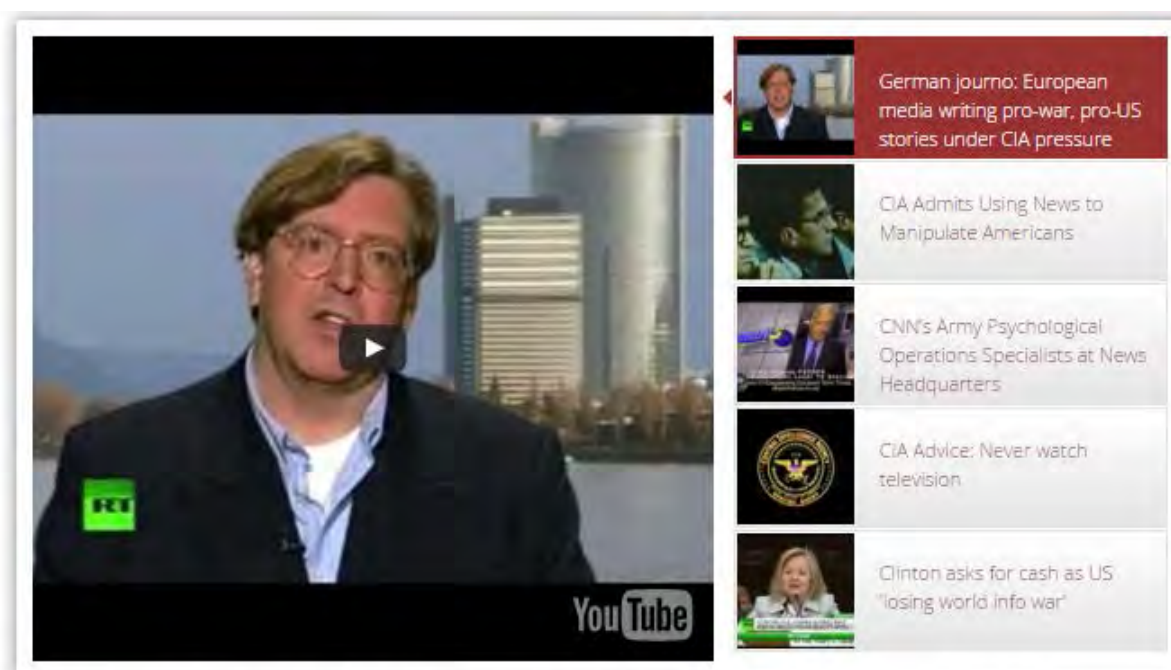 RT
YouTube
German journo: European
media writing pro-war, pro-US
stories under CIA pressure
CIA Admits Using News to
Manipulate Americans
CNN's Army Psychological
Operations Specialists at News
Headquarters
CIA Advice: Never watch
television
Clinton asks for cash as US
'losing world info war'